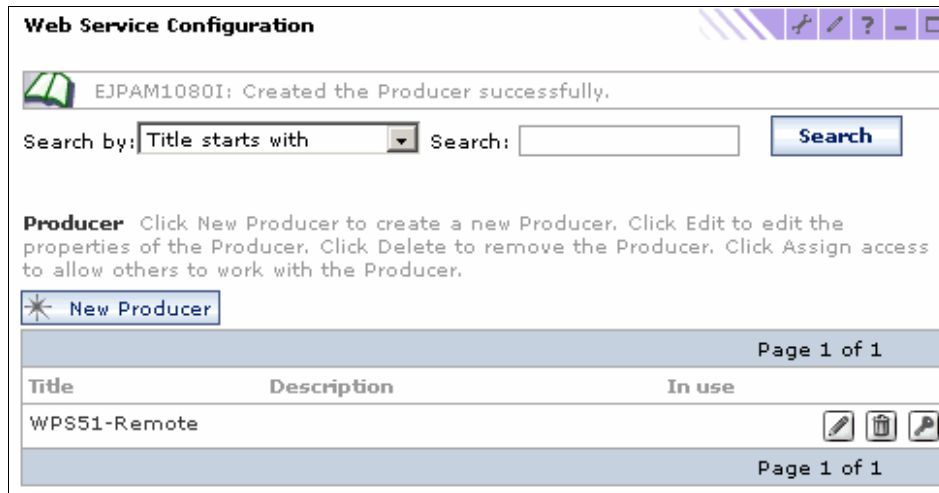 Web Service Configuration
?
EJPAM1080I: Created the Producer successfully.
Search by: Title starts with Search: Search
Producer Click New Producer to create a new Producer. Click Edit to edit the
properties of the Producer. Click Delete to remove the Producer. Click Assign access
to allow others to work with the Producer.
New Producer
Page 1 of 1
Title Description In use
WPS51-Remote
Page 1 of 1